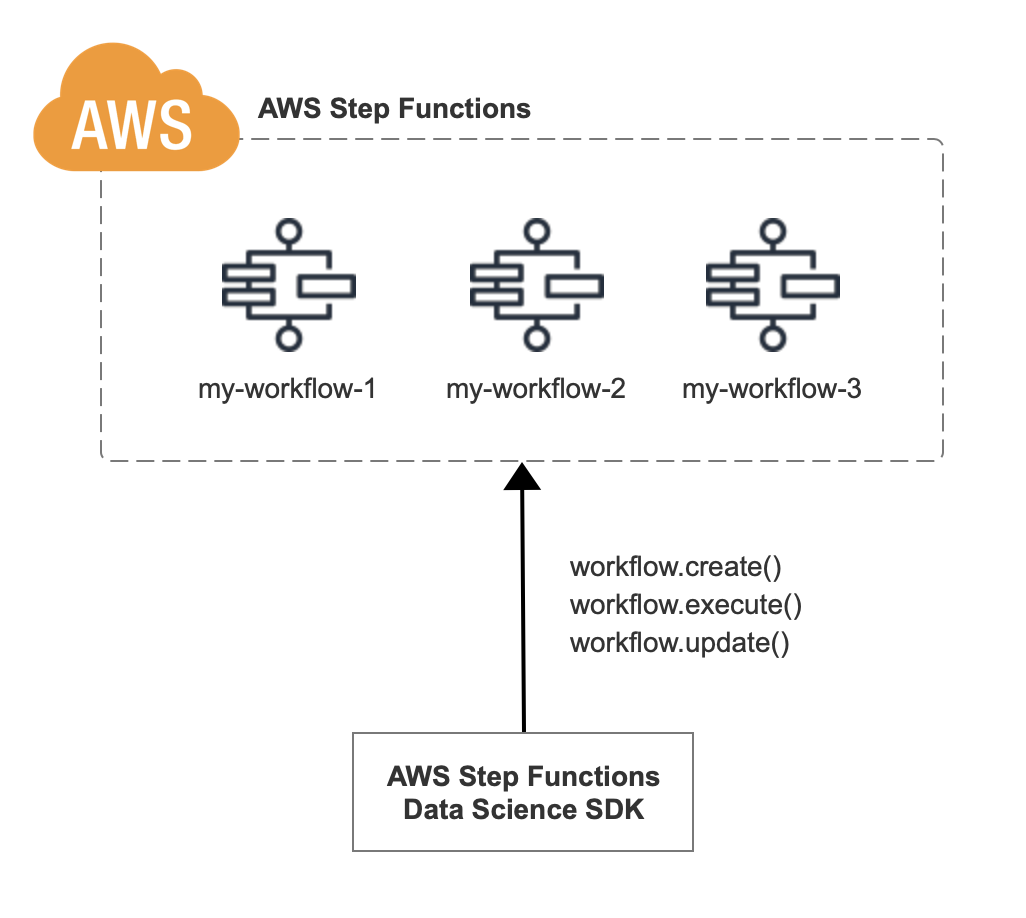 AWS
AWS Step Functions
my-workflow-1
my-workflow-2
my-workflow-3
workflow.create()
workflow.execute()
workflow.update()
AWS Step Functions
Data Science SDK